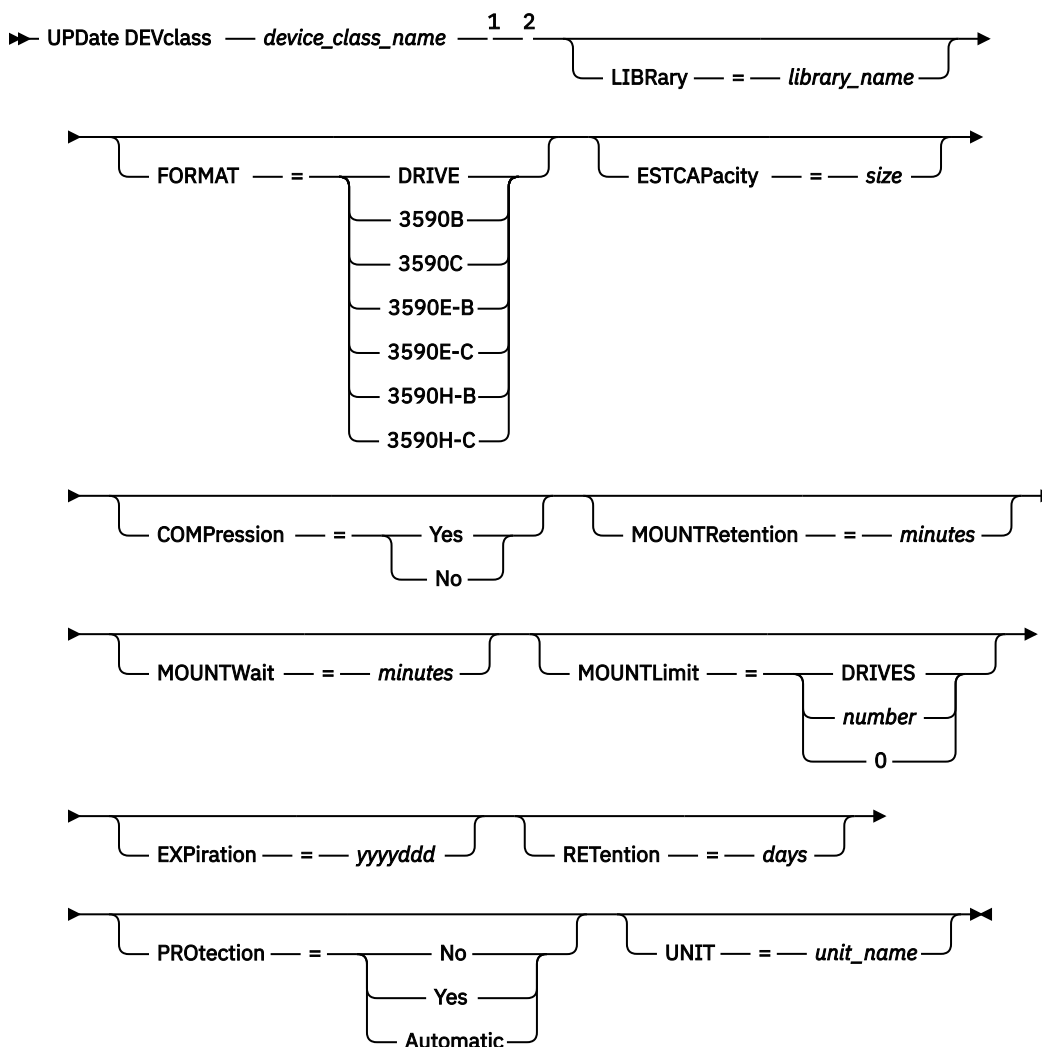 1 2
UPDate DEVclass device_class_name
LIBRary = library_name
FORMAT = DRIVE
3590B
3590C
3590E-B
3590E-C
3590H-B
3590H-C
ESTCAPacity = size
COMPression = Yes
No
MOUNTRetention = minutes
MOUNTWait = minutes
MOUNTLimit = DRIVES
number
0
EXPiration = yyyyddd
RETention = days
PROtection = No
Yes
Automatic
UNIT = unit_name